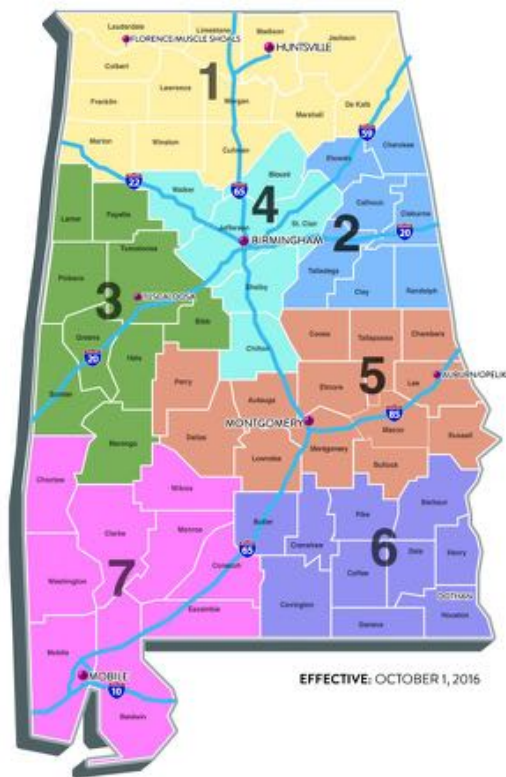 Lauderdale
Limestone
Madison
Jackson
FLORENCE/MUSCLE SHOALS
HUNTSVILLE
Colbert
Lawrence
1
Franklin
Morgan
Marshall
De Kalb
59
Marion
Winston
Cullman
Cherokee
Etowah
22
65
Blount
Walker
4
Calhoun
Lamar
Fayette
Jefferson
St. Clair
2
Cleburne
20
BIRMINGHAM
Tuscaloosa
Talladega
Pickens
Shelby
Clay
Randolph
3
TUSCALOOSA
Bibb
Greene
Chilton
Coosa
Tallapoosa
Chambers
20
Hale
Perry
5
Lee
AUBURN/OPELIK
Sumter
Autauga
Elmore
85
MONTGOMERY
Macon
Russell
Marengo
Dallas
Lowndes
Montgomery
Bullock
Choctaw
Wilcox
Barbour
Pike
Clarke
Monroe
Butler
Crenshaw
6
Dale
Henry
65
Conecuh
Coffee
7
Washington
DOTHAN
Escambia
Covington
Geneva
Houston
Mobile
MOBILE
10
Baldwin
EFFECTIVE: OCTOBER 1, 2016